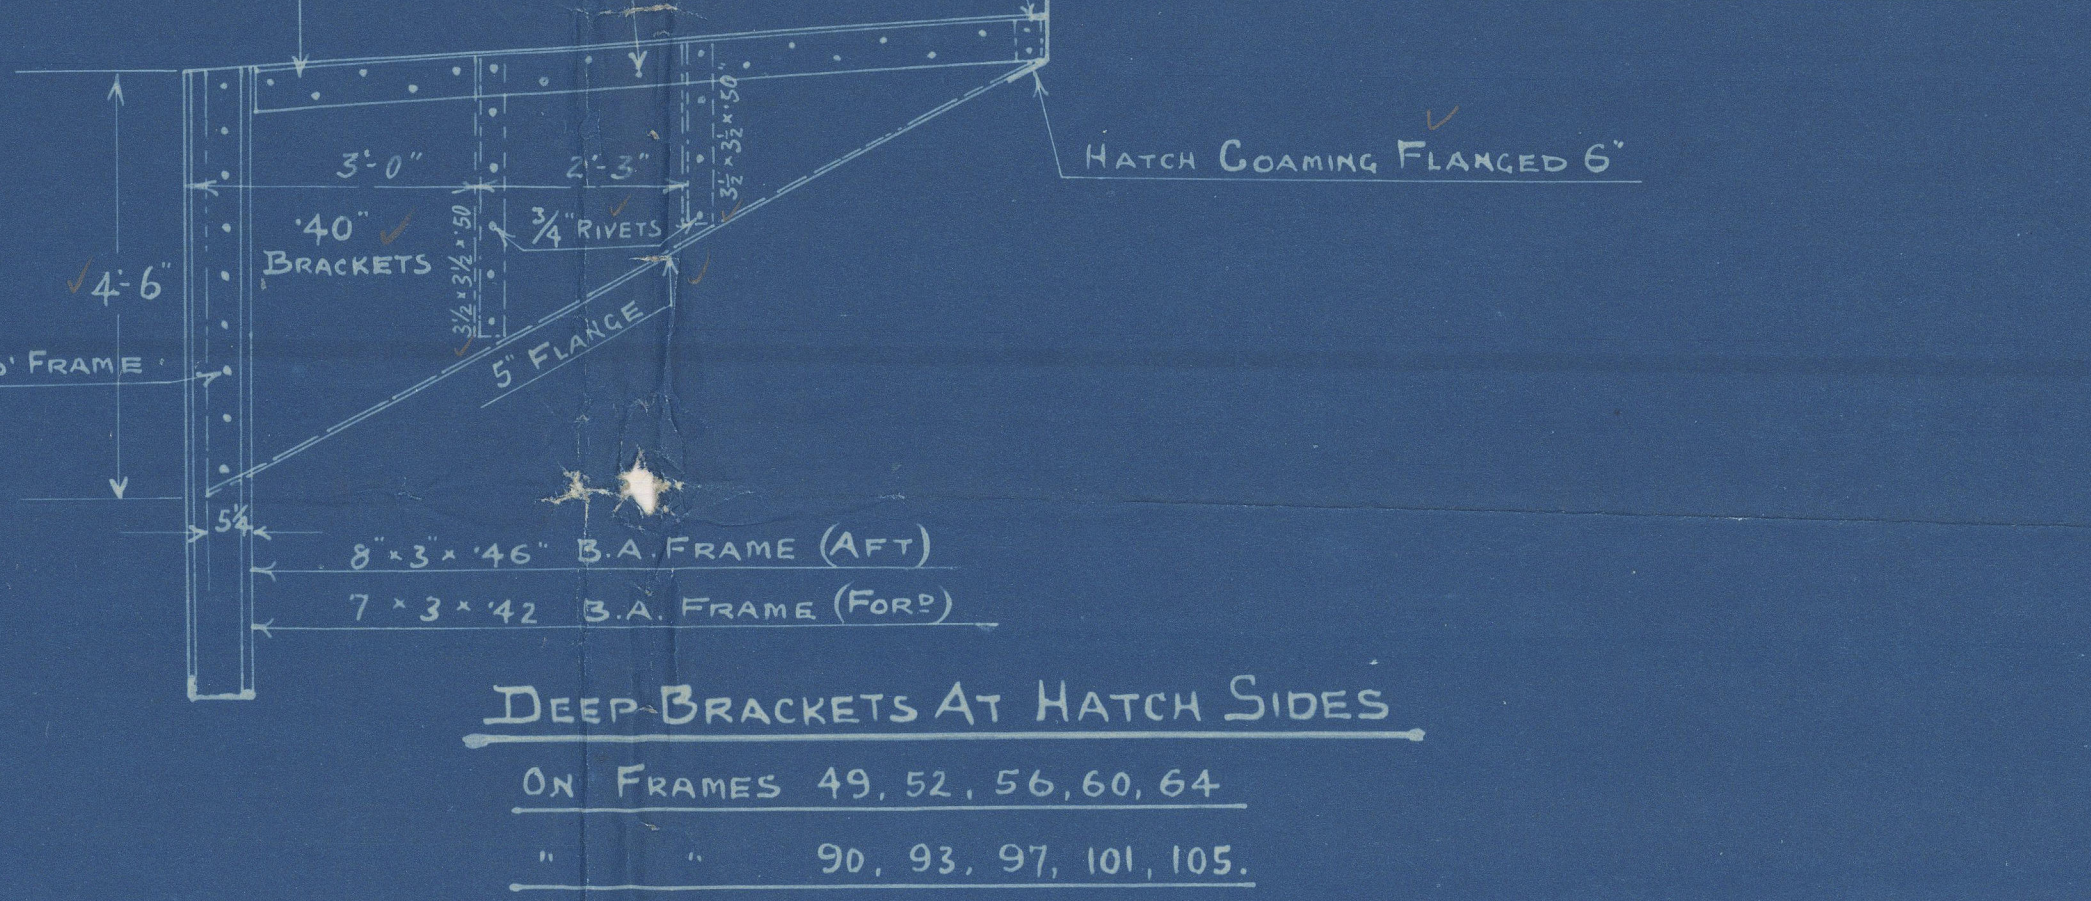 3'-0"
2'-3"
3½ × 3½ × ·50"
HATCH COAMING FLANGED 6"
·40"
BRACKETS
3½ × 3½ × ·50
¾" RIVETS
4'-6"
FRAME
5" FLANGE
5¼
8" × 3" × ·46" B.A. FRAME (AFT)
7 × 3 × ·42 B.A. FRAME (FORD)
DEEP BRACKETS AT HATCH SIDES
ON FRAMES 49, 52, 56, 60, 64
" " 90, 93, 97, 101, 105.